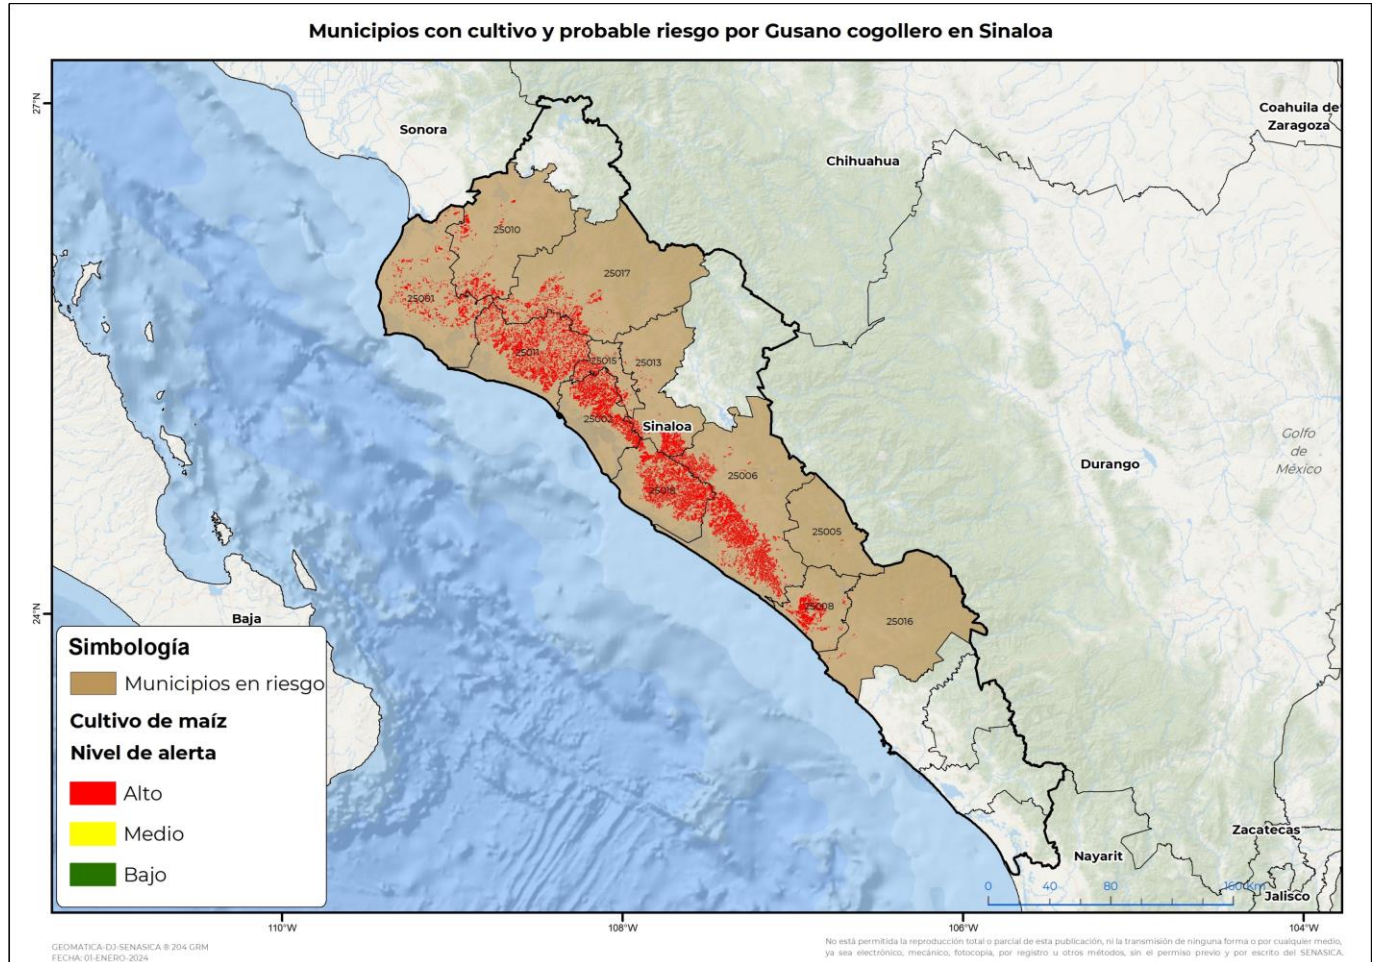 Municipios con cultivo y probable riesgo por Gusano cogollero en Sinaloa
27°N
24°N
Sonora
Chihuahua
Coahuila de
Zaragoza
25010
25017
25001
25011
25015
25013
25002
Sinaloa
25006
25018
25005
25008
25016
Durango
Golfo
de
México
Baja
Zacatecas
Nayarit
Jalisco
Simbología
Municipios en riesgo
Cultivo de maíz
Nivel de alerta
Alto
Medio
Bajo
0 40 80 160 Km
110°W 108°W 106°W 104°W
GEOMATICA-DJ-SENASICA ® 204 GRM
FECHA: 01-ENERO-2024
No está permitida la reproducción total o parcial de esta publicación, ni la transmisión de ninguna forma o por cualquier medio,
ya sea electrónico, mecánico, fotocopia, por registro u otros métodos, sin el permiso previo y por escrito del SENASICA.